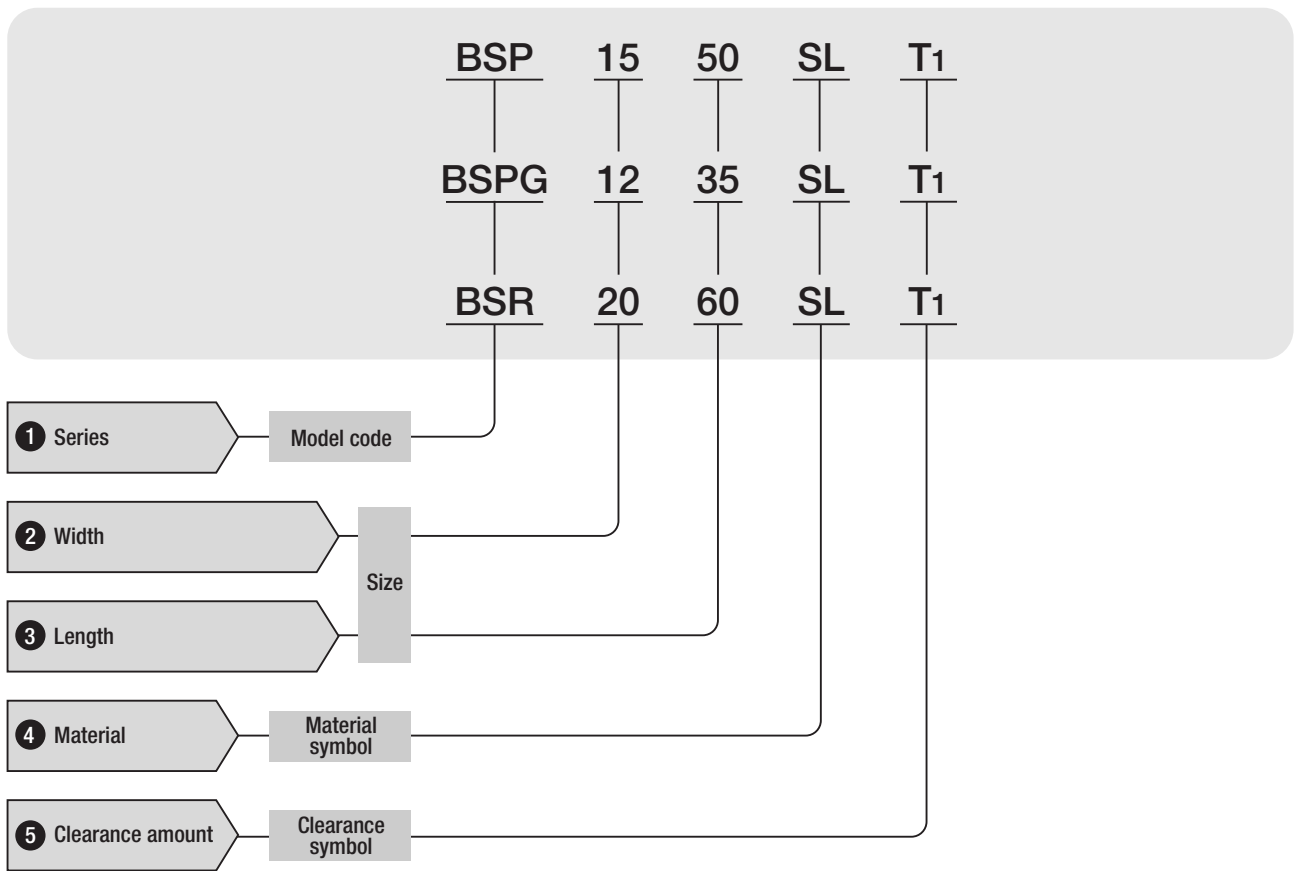 BSP 15 50 SL T1
BSPG 12 35 SL T1
BSR 20 60 SL T1
1 Series Model code
2 Width
Size
3 Length
4 Material Material symbol
5 Clearance amount Clearance symbol